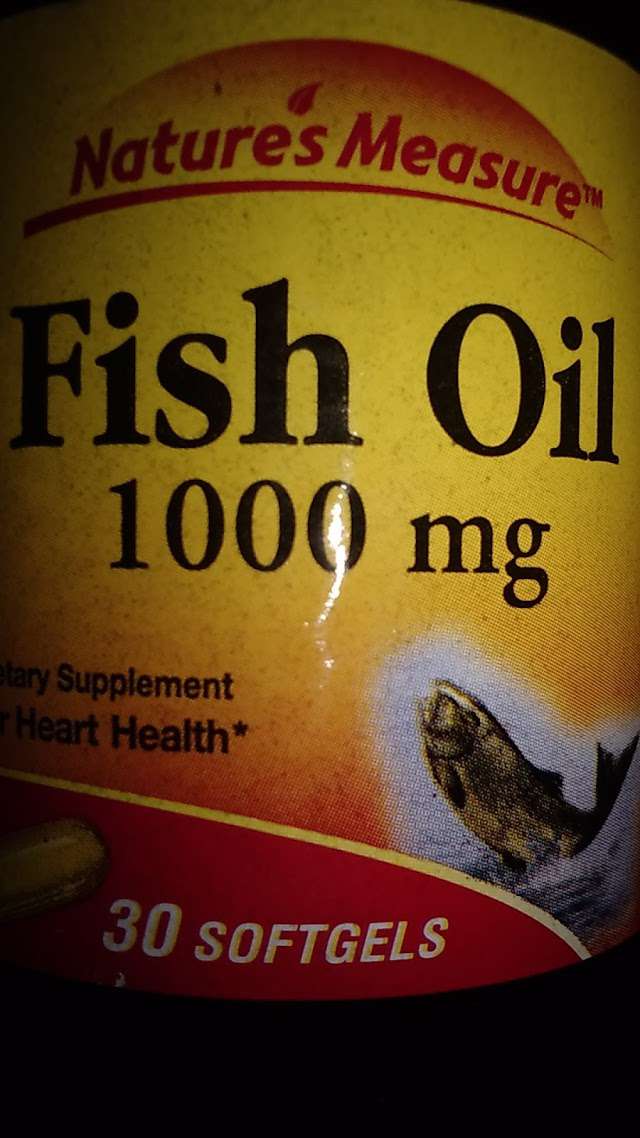 Nature's Measure™
Fish Oil
1000 mg
etary Supplement
r Heart Health*
30 SOFTGELS